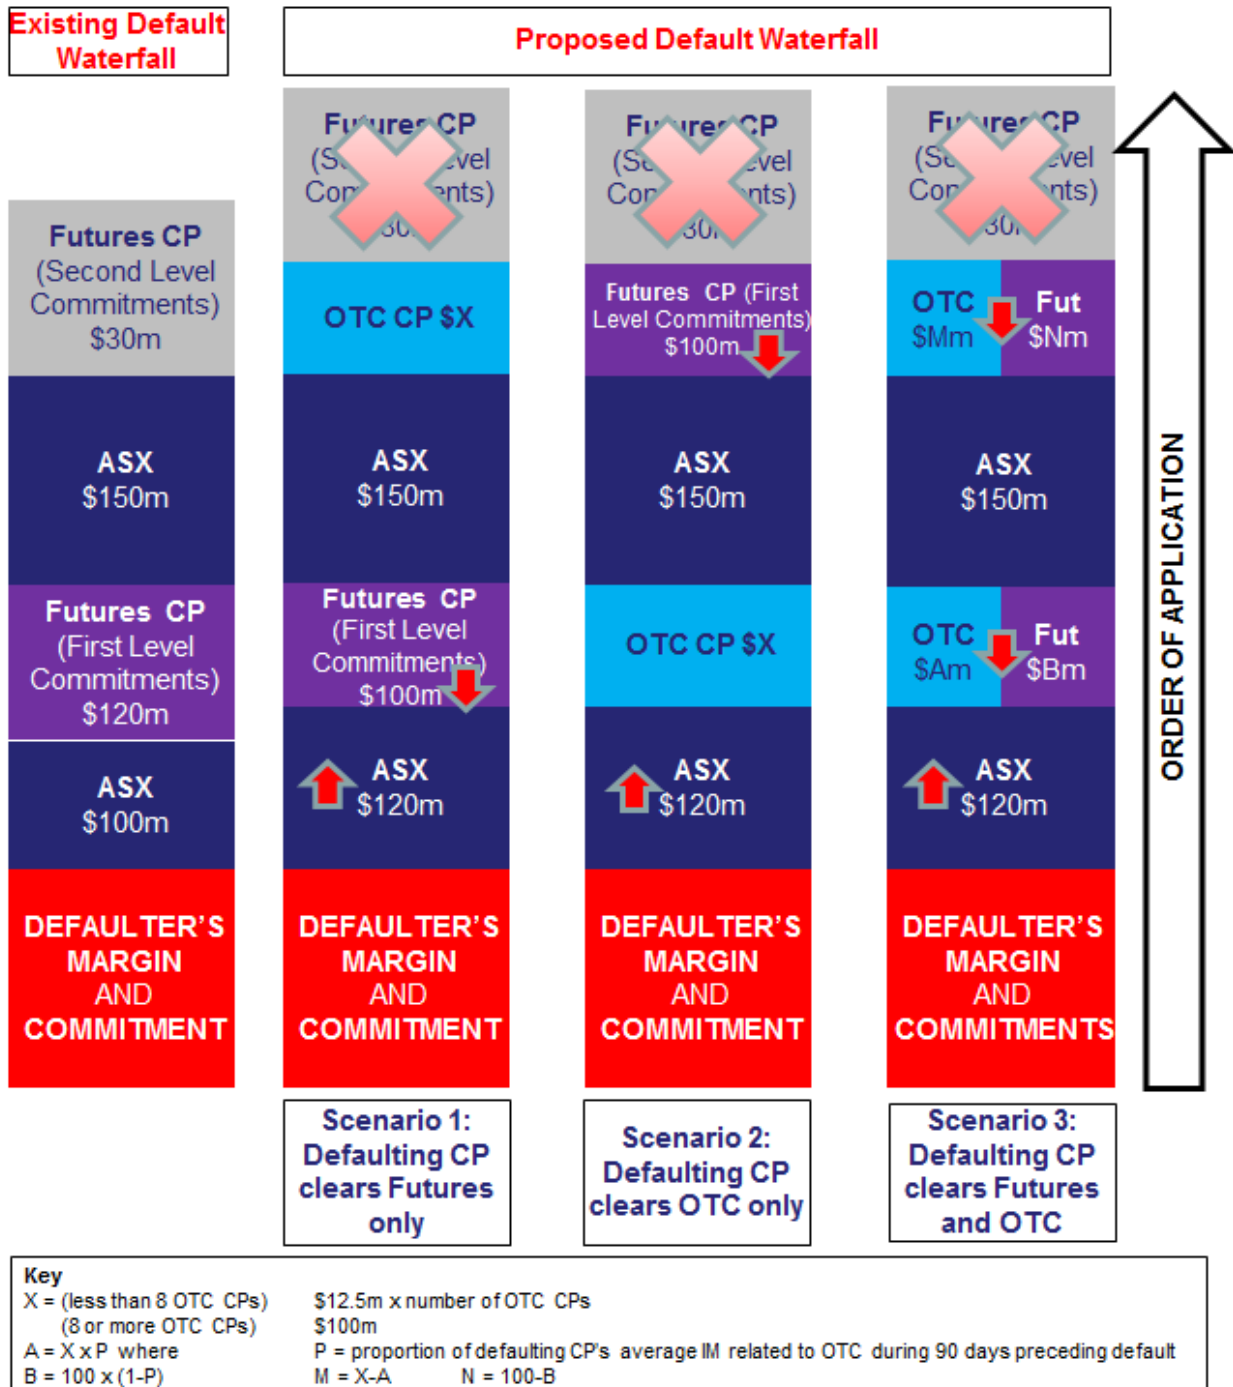 Existing Default
Waterfall
Proposed Default Waterfall
Futures CP
(Second Level
Commitments)
$30m
ASX
$150m
Futures CP
(First Level
Commitments)
$120m
ASX
$100m
DEFAULTER'S
MARGIN
AND
COMMITMENT
Futures CP
OTC CP $X
ASX
$150m
Futures CP
(First Level
Commitments)
$100m
ASX
$120m
DEFAULTER'S
MARGIN
AND
COMMITMENT
Scenario 1:
Defaulting CP
clears Futures
only
Futures CP
Futures CP (First
Level Commitments)
$100m
ASX
$150m
OTC CP $X
ASX
$120m
DEFAULTER'S
MARGIN
AND
COMMITMENT
Scenario 2:
Defaulting CP
clears OTC only
Futures CP
OTC Fut
$Mm $Nm
ASX
$150m
OTC Fut
$Am $Bm
ASX
$120m
DEFAULTER'S
MARGIN
AND
COMMITMENTS
Scenario 3:
Defaulting CP
clears Futures
and OTC
ORDER OF APPLICATION
Key
X = (less than 8 OTC CPs) $12.5m x number of OTC CPs
(8 or more OTC CPs) $100m
A = X x P where P = proportion of defaulting CP's average IM related to OTC during 90 days preceding default
B = 100 x (1-P) M = X-A N = 100-B